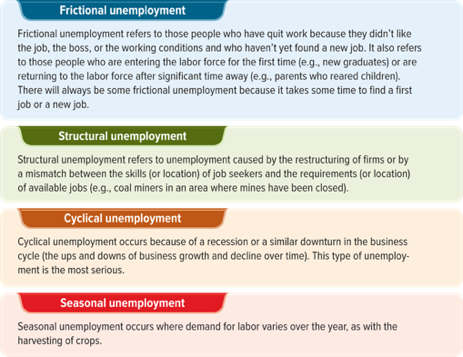 Frictional unemployment
Frictional unemployment refers to those people who have quit work because they didn't like
the job, the boss, or the working conditions and who haven't yet found a new job. It also refers
to those people who are entering the labor force for the first time (e.g., new graduates) or are
returning to the labor force after significant time away (e.g., parents who reared children).
There will always be some frictional unemployment because it takes some time to find a first
job or a new job.
Structural unemployment
Structural unemployment refers to unemployment caused by the restructuring of firms or by
a mismatch between the skills (or location) of job seekers and the requirements (or location)
of available jobs (e.g., coal miners in an area where mines have been closed).
Cyclical unemployment
Cyclical unemployment occurs because of a recession or a similar downturn in the business
cycle (the ups and downs of business growth and decline over time). This type of unemploy-
ment is the most serious.
Seasonal unemployment
Seasonal unemployment occurs where demand for labor varies over the year, as with the
harvesting of crops.